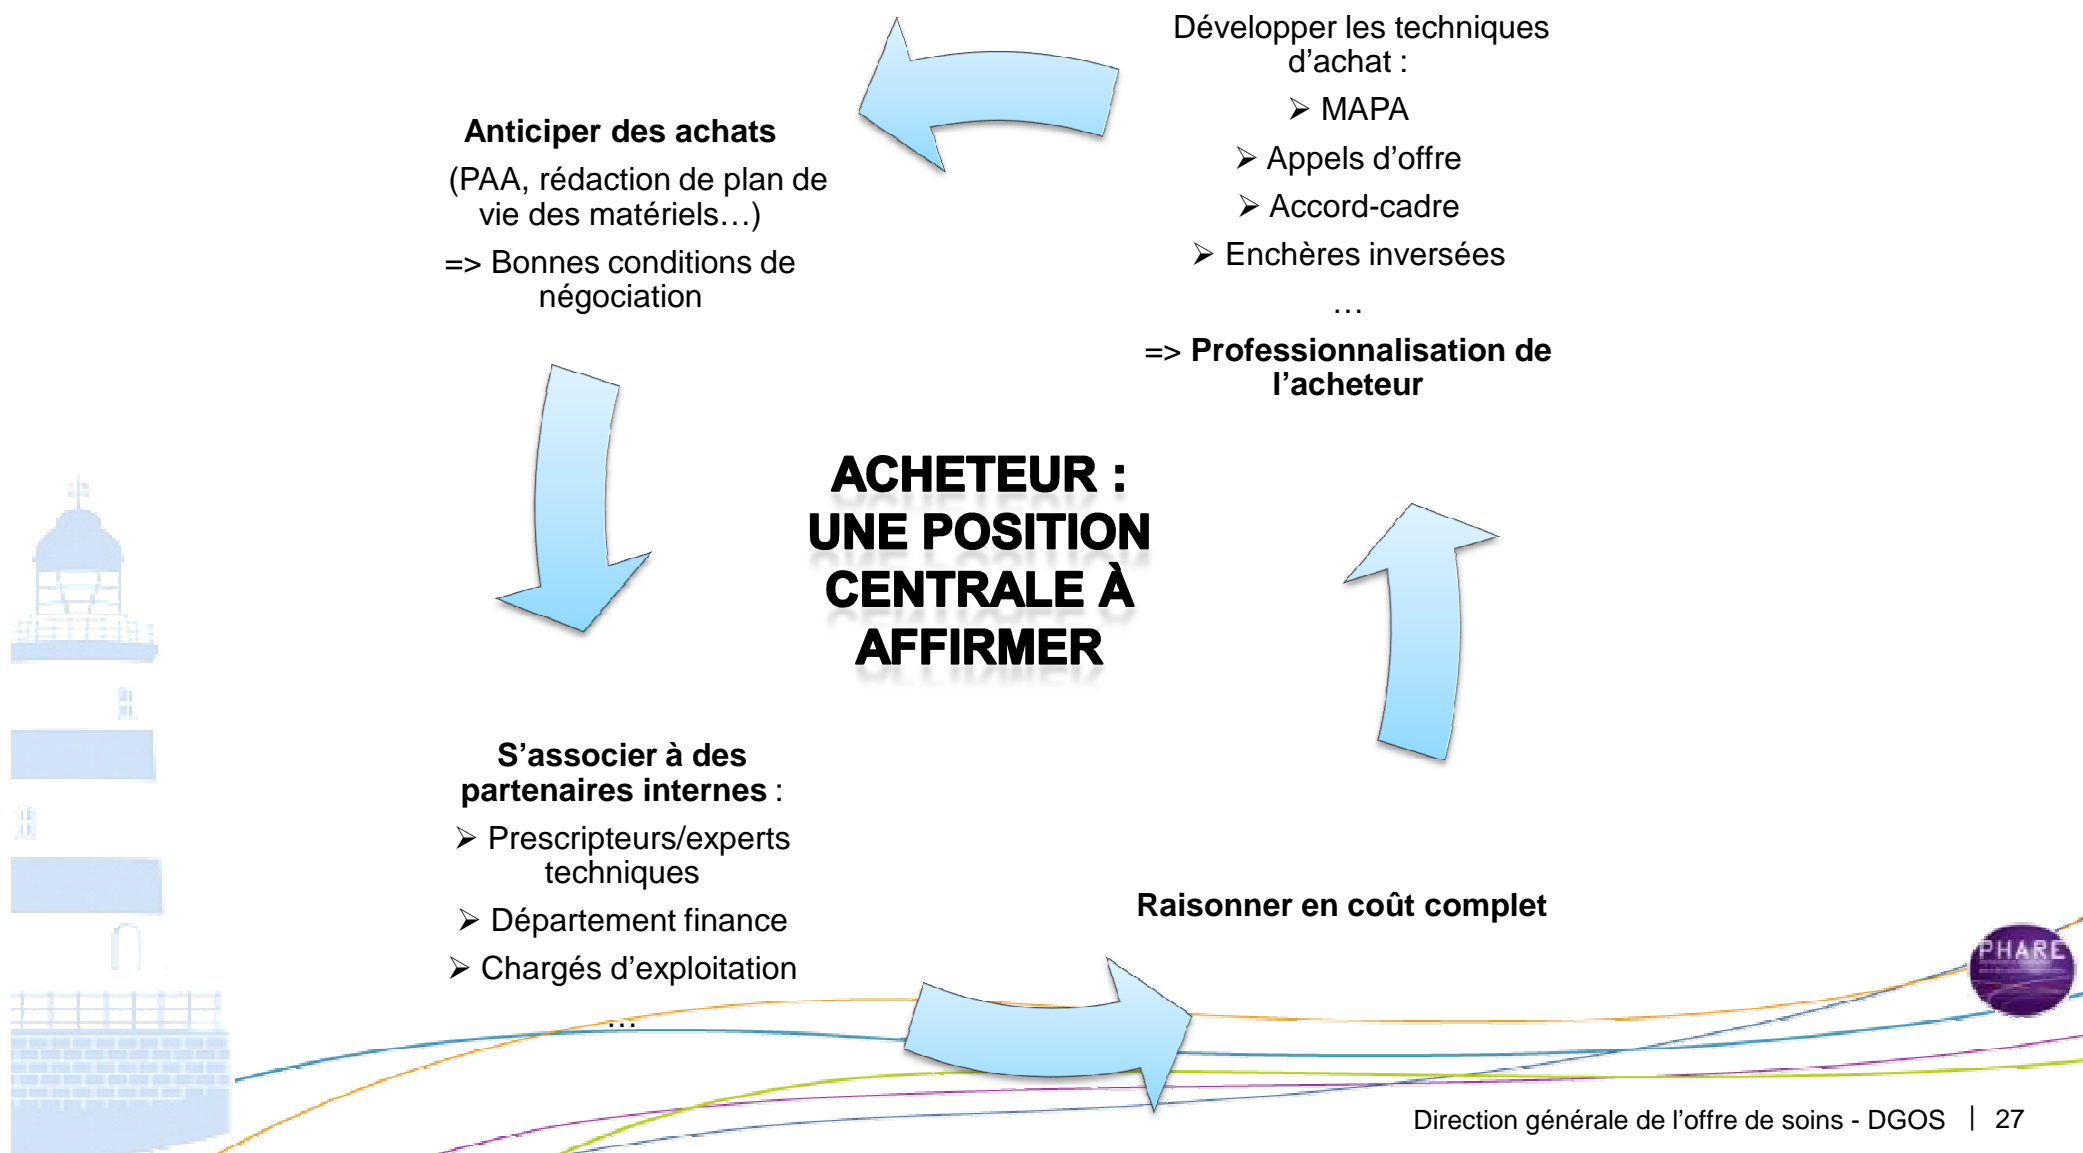 Anticiper des achats
(PAA, rédaction de plan de
vie des matériels…)
=> Bonnes conditions de
négociation
Développer les techniques
d’achat :
➢ MAPA
➢ Appels d’offre
➢ Accord-cadre
➢ Enchères inversées
…
=> Professionnalisation de
l’acheteur
ACHETEUR :
UNE POSITION
CENTRALE À
AFFIRMER
S’associer à des
partenaires internes :
➢ Prescripteurs/experts
techniques
➢ Département finance
➢ Chargés d’exploitation
…
Raisonner en coût complet
PHARE
Direction générale de l’offre de soins - DGOS | 27